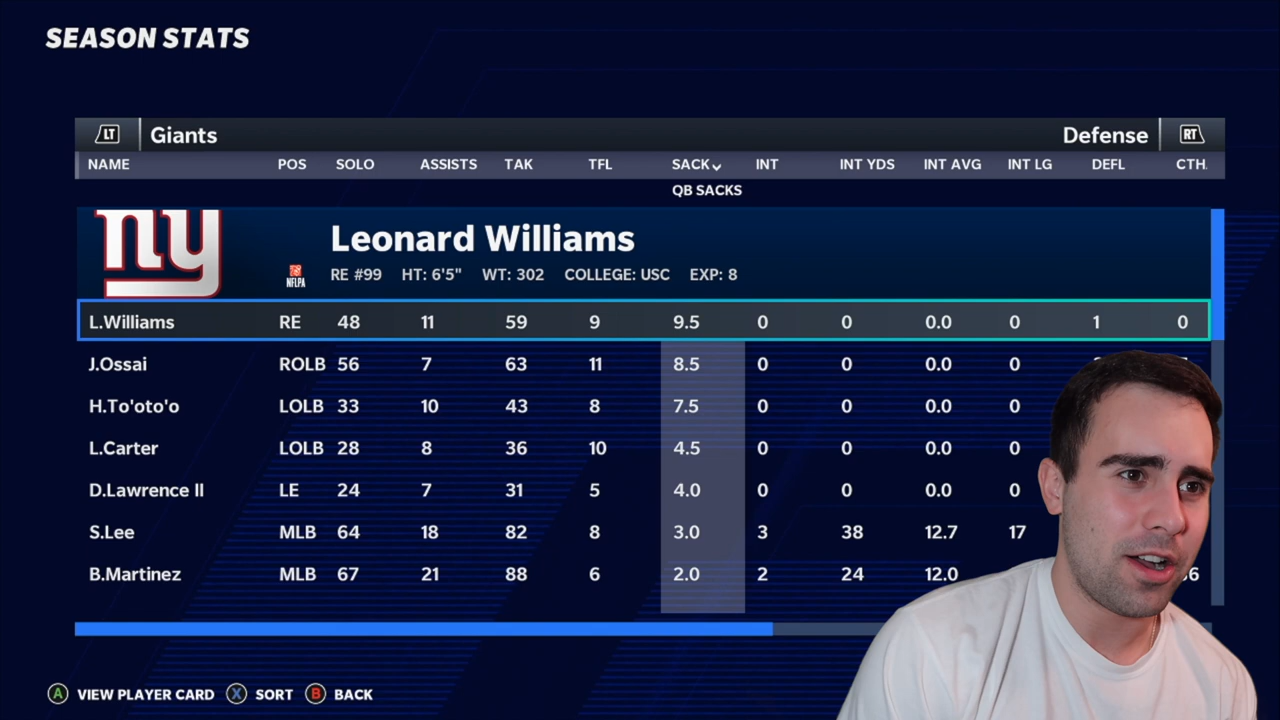 SEASON STATS
LT Giants Defense RT
NAME POS SOLO ASSISTS TAK TFL SACK INT INT YDS INT AVG INT LG DEFL CTH.
QB SACKS
ny Leonard Williams
NFLPA RE #99 HT: 6'5" WT: 302 COLLEGE: USC EXP: 8
L.Williams RE 48 11 59 9 9.5 0 0 0.0 0 1 0
J.Ossai ROLB 56 7 63 11 8.5 0 0 0.0 0
H.To'oto'o LOLB 33 10 43 8 7.5 0 0 0.0 0
L.Carter LOLB 28 8 36 10 4.5 0 0 0.0 0
D.Lawrence II LE 24 7 31 5 4.0 0 0 0.0 0
S.Lee MLB 64 18 82 8 3.0 3 38 12.7 17
B.Martinez MLB 67 21 88 6 2.0 2 24 12.0
A VIEW PLAYER CARD X SORT B BACK